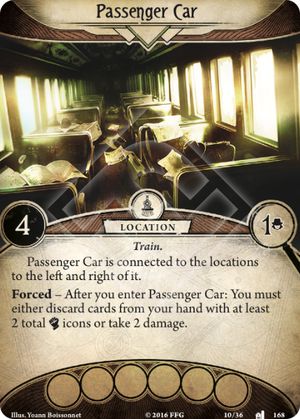 Passenger Car
4
LOCATION
1
Train.
Passenger Car is connected to the locations
to the left and right of it.
Forced – After you enter Passenger Car: You must
either discard cards from your hand with at least
2 total icons or take 2 damage.
Illus. Yoann Boissonnet
© 2016 FFG
10/36
168